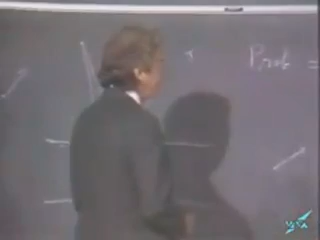 Prob =